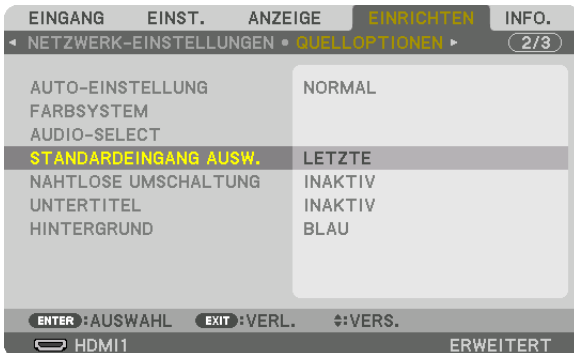 EINGANG EINST. ANZEIGE EINRICHTEN INFO.
◂ NETZWERK-EINSTELLUNGEN • QUELLOPTIONEN ▸ 2/3
AUTO-EINSTELLUNG NORMAL
FARBSYSTEM
AUDIO-SELECT
STANDARDEINGANG AUSW. LETZTE
NAHTLOSE UMSCHALTUNG INAKTIV
UNTERTITEL INAKTIV
HINTERGRUND BLAU
ENTER :AUSWAHL EXIT :VERL. ♦:VERS.
HDMI1 ERWEITERT